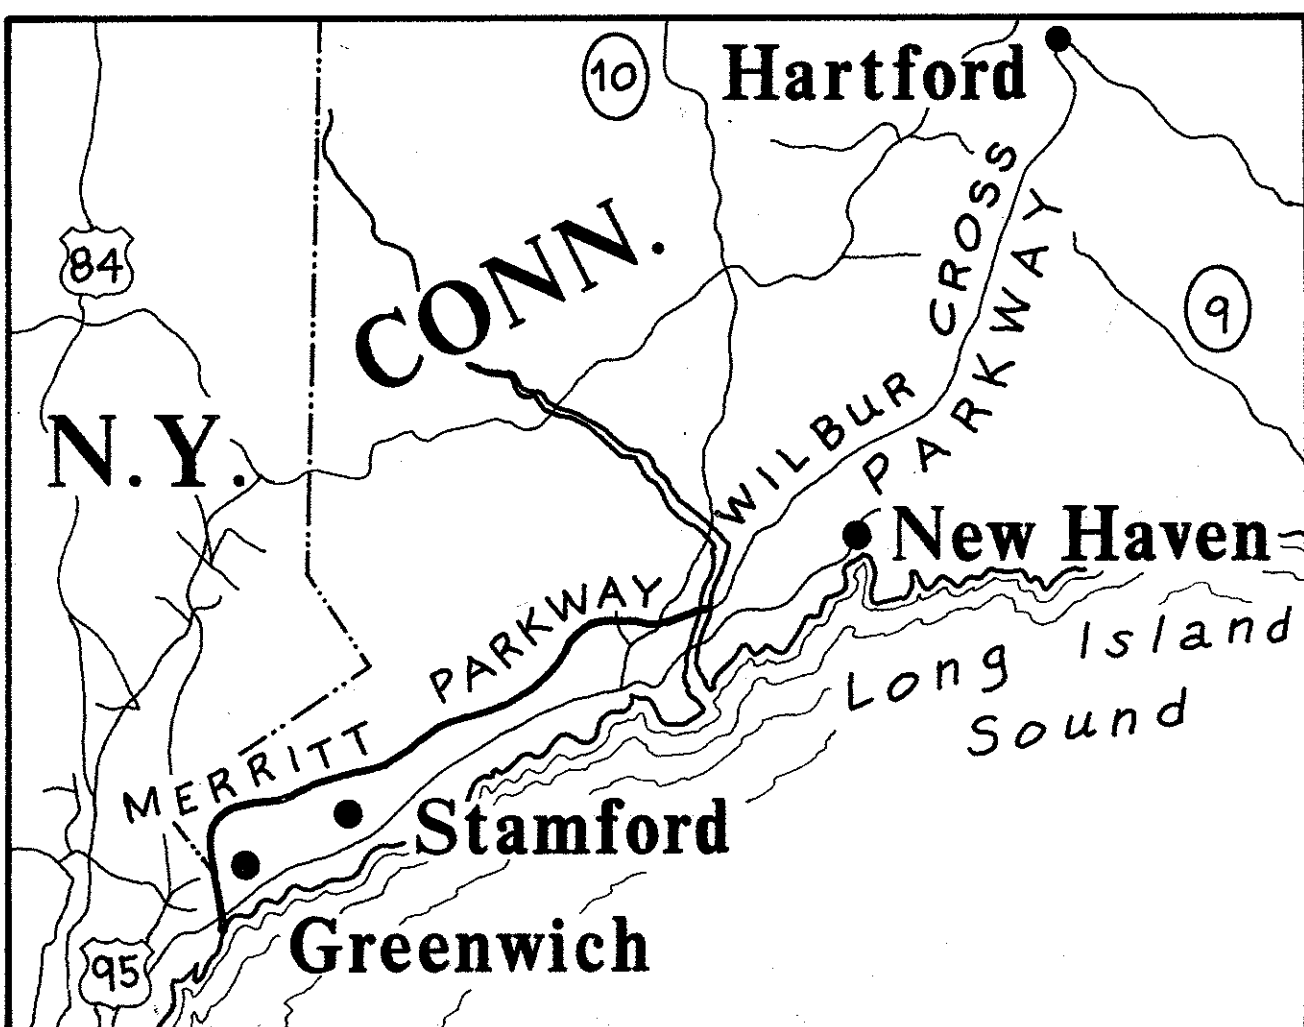 10
Hartford
84
CONN.
WILBUR CROSS
PARKWAY
9
N.Y.
New Haven
MERRITT PARKWAY
Long Island
Sound
Stamford
Greenwich
95